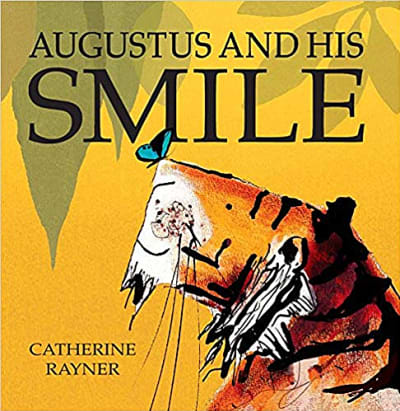 AUGUSTUS AND HIS
SMILE
CATHERINE
RAYNER